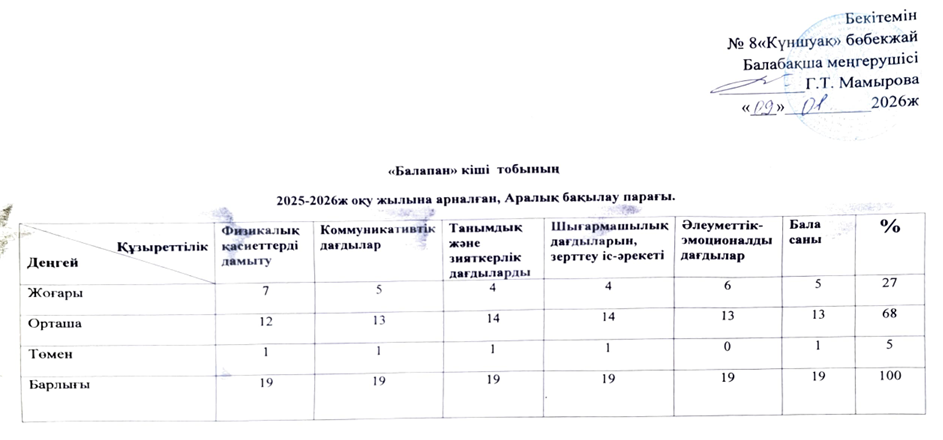 Бекітемін
№ 8«Күншуақ» бөбекжай
Балабақша меңгерушісі
__________Г.Т. Мамырова
«09»____01______2026ж
«Балапан» кіші тобының
2025-2026ж оқу жылына арналған, Аралық бақылау парағы.
Құзыреттілік
Деңгей
Физикалық қасиеттерді дамыту
Коммуникативтік дағдылар
Танымдық және зияткерлік дағдыларды
Шығармашылық дағдыларын, зерттеу іс-әрекеті
Әлеуметтік-эмоционалды дағдылар
Бала саны
%
Жоғары 7 5 4 4 6 5 27
Орташа 12 13 14 14 13 13 68
Төмен 1 1 1 1 0 1 5
Барлығы 19 19 19 19 19 19 100